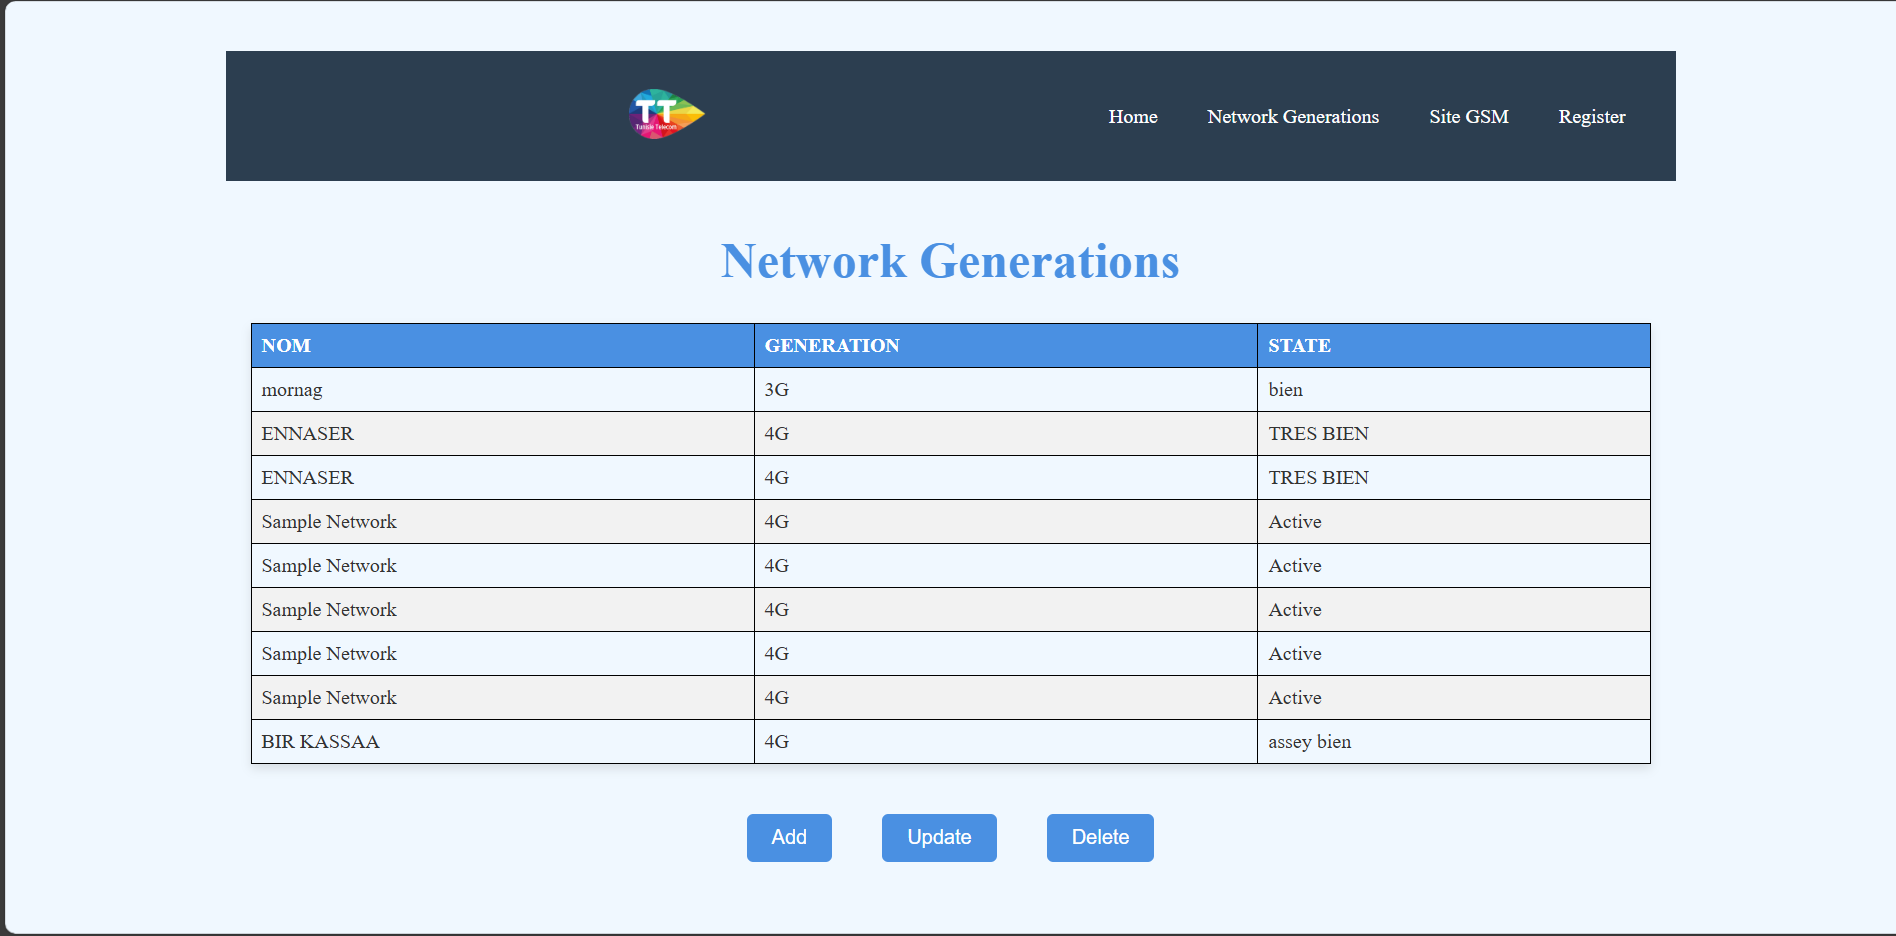 TT
Tunisie Telecom
Home Network Generations Site GSM Register
Network Generations
NOM GENERATION STATE
mornag 3G bien
ENNASER 4G TRES BIEN
ENNASER 4G TRES BIEN
Sample Network 4G Active
Sample Network 4G Active
Sample Network 4G Active
Sample Network 4G Active
Sample Network 4G Active
BIR KASSAA 4G assey bien
Add Update Delete